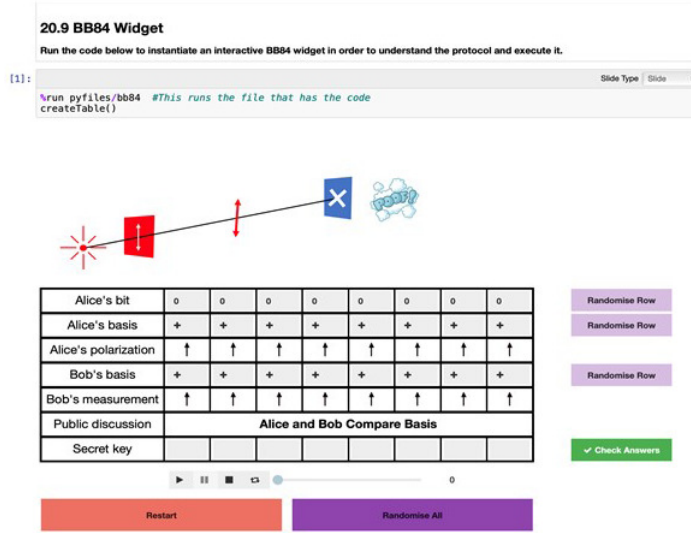 20.9 BB84 Widget
Run the code below to instantiate an interactive BB84 widget in order to understand the protocol and execute it.
[1]:
Slide Type Slide
%run pyfiles/bb84 #This runs the file that has the code
createTable()
POOF!
Alice's bit 0 0 0 0 0 0 0 0 Randomise Row
Alice's basis + + + + + + + + Randomise Row
Alice's polarization ↑ ↑ ↑ ↑ ↑ ↑ ↑ ↑
Bob's basis + + + + + + + + Randomise Row
Bob's measurement ↑ ↑ ↑ ↑ ↑ ↑ ↑ ↑
Public discussion Alice and Bob Compare Basis
Secret key ✓ Check Answers
0
Restart Randomise All